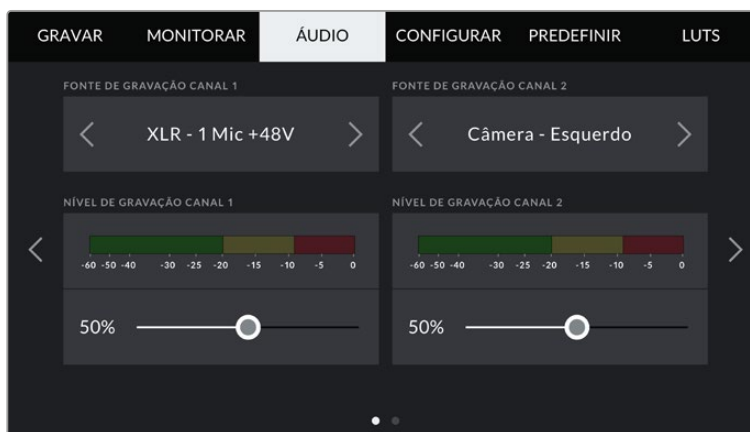 GRAVAR MONITORAR ÁUDIO CONFIGURAR PREDEFINIR LUTS
FONTE DE GRAVAÇÃO CANAL 1 FONTE DE GRAVAÇÃO CANAL 2
XLR - 1 Mic +48V Câmera - Esquerdo
NÍVEL DE GRAVAÇÃO CANAL 1 NÍVEL DE GRAVAÇÃO CANAL 2
-60 -50 -40 -30 -25 -20 -15 -10 -5 0 -60 -50 -40 -30 -25 -20 -15 -10 -5 0
50% 50%